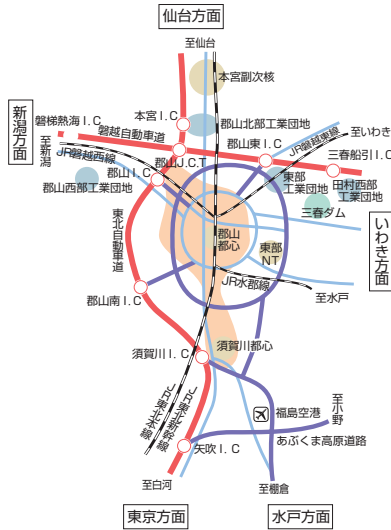 仙台方面
至仙台
本宮副次核
新潟方面
磐梯熱海I.C
本宮I.C
郡山北部工業団地
磐越自動車道
郡山東I.C
JR磐越東線
至いわき
至新潟
JR磐越西線
郡山J.C.T
三春船引I.C
郡山I.C
郡山西部工業団地
東部
工業団地
田村西部
工業団地
三春ダム
いわき方面
東北自動車道
郡山
都心
東部
NT
JR水郡線
至水戸
郡山南I.C
須賀川I.C
須賀川都心
JR東北新幹線
JR東北本線
福島空港
至小野
あぶくま高原道路
矢吹I.C
至白河
至棚倉
東京方面
水戸方面